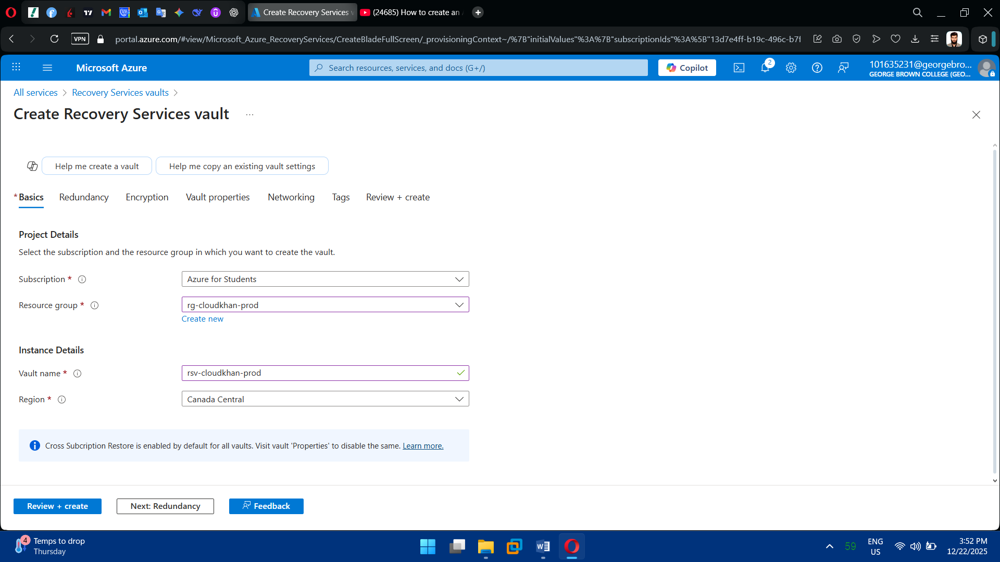 Create Recovery Services v
(24685) How to create an
VPN
portal.azure.com/#view/Microsoft_Azure_RecoveryServices/CreateBladeFullScreen/_provisioningContext~/%7B"initialValues"%3A%7B"subscriptionIds"%3A%5B"13d7e4ff-b19c-496c-b7f
Microsoft Azure
Search resources, services, and docs (G+/)
Copilot
2
101635231@georgebro...
GEORGE BROWN COLLEGE (GEO...
All services > Recovery Services vaults >
Create Recovery Services vault ...
Help me create a vault
Help me copy an existing vault settings
* Basics Redundancy Encryption Vault properties Networking Tags Review + create
Project Details
Select the subscription and the resource group in which you want to create the vault.
Subscription * Azure for Students
Resource group * rg-cloudkhan-prod
Create new
Instance Details
Vault name * rsv-cloudkhan-prod
Region * Canada Central
Cross Subcription Restore is enabled by default for all vaults. Visit vault 'Properties' to disable the same. Learn more.
Review + create
Next: Redundancy
Feedback
4
Temps to drop
Thursday
59
ENG
US
3:52 PM
12/22/2025